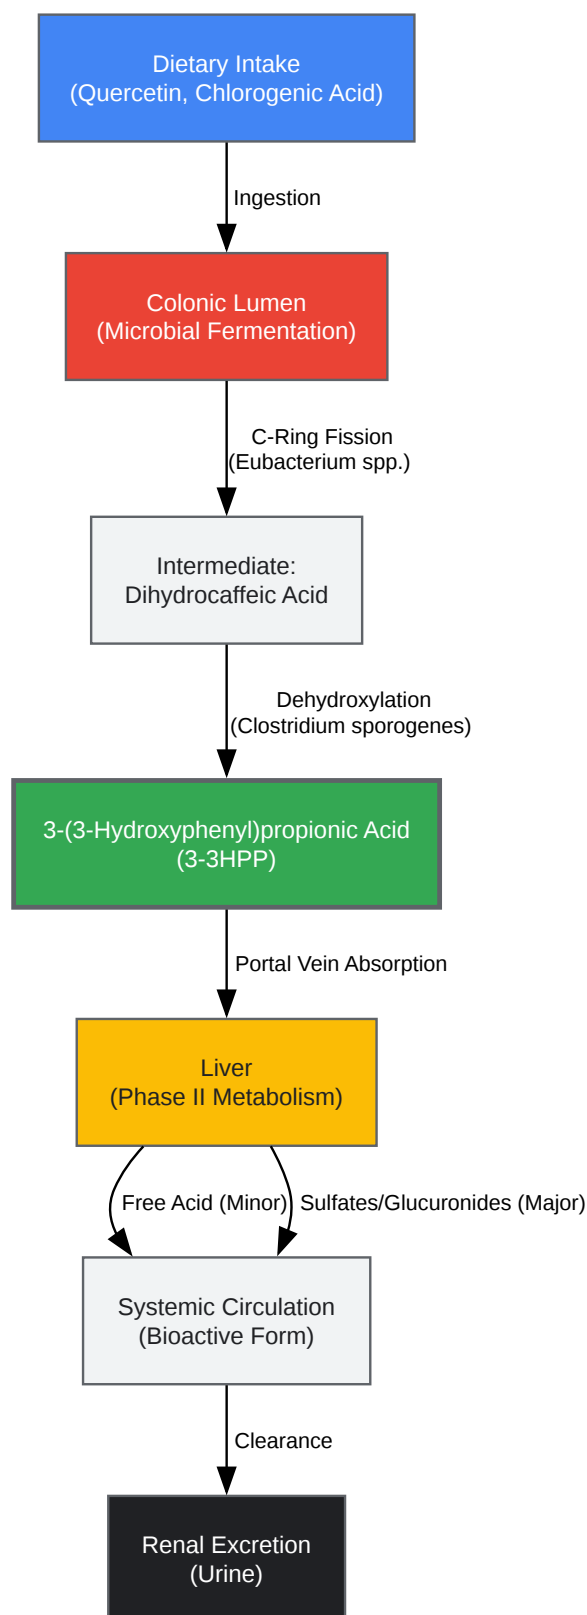 Dietary Intake
(Quercetin, Chlorogenic Acid)
Ingestion
Colonic Lumen
(Microbial Fermentation)
C-Ring Fission
(Eubacterium spp.)
Intermediate:
Dihydrocaffeic Acid
Dehydroxylation
(Clostridium sporogenes)
3-(3-Hydroxyphenyl)propionic Acid
(3-3HPP)
Portal Vein Absorption
Liver
(Phase II Metabolism)
Free Acid (Minor)
Sulfates/Glucuronides (Major)
Systemic Circulation
(Bioactive Form)
Clearance
Renal Excretion
(Urine)